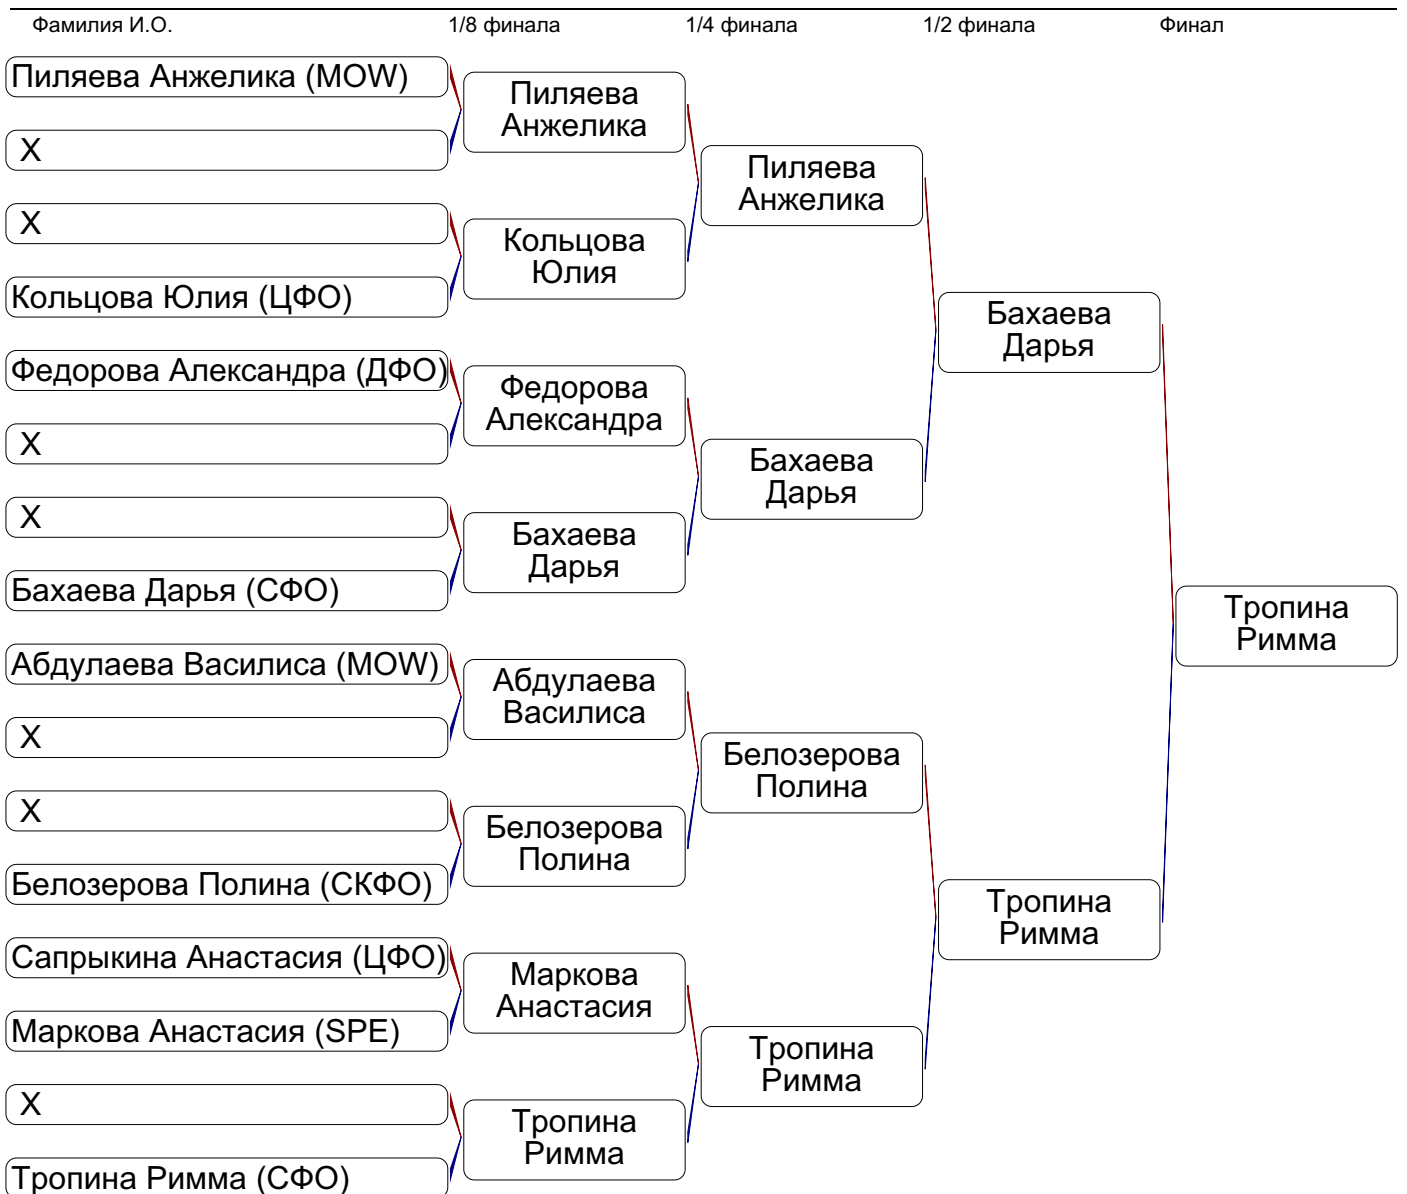 Фамилия И.О.
1/8 финала
1/4 финала
1/2 финала
Финал
Пиляева Анжелика (MOW)
X
X
Кольцова Юлия (ЦФО)
Федорова Александра (ДФО)
X
X
Бахаева Дарья (СФО)
Абдулаева Василиса (MOW)
X
X
Белозерова Полина (СКФО)
Сапрыкина Анастасия (ЦФО)
Маркова Анастасия (SPE)
X
Тропина Римма (СФО)
Пиляева
Анжелика
Кольцова
Юлия
Федорова
Александра
Бахаева
Дарья
Абдулаева
Василиса
Белозерова
Полина
Маркова
Анастасия
Тропина
Римма
Пиляева
Анжелика
Бахаева
Дарья
Белозерова
Полина
Тропина
Римма
Бахаева
Дарья
Тропина
Римма
Тропина
Римма